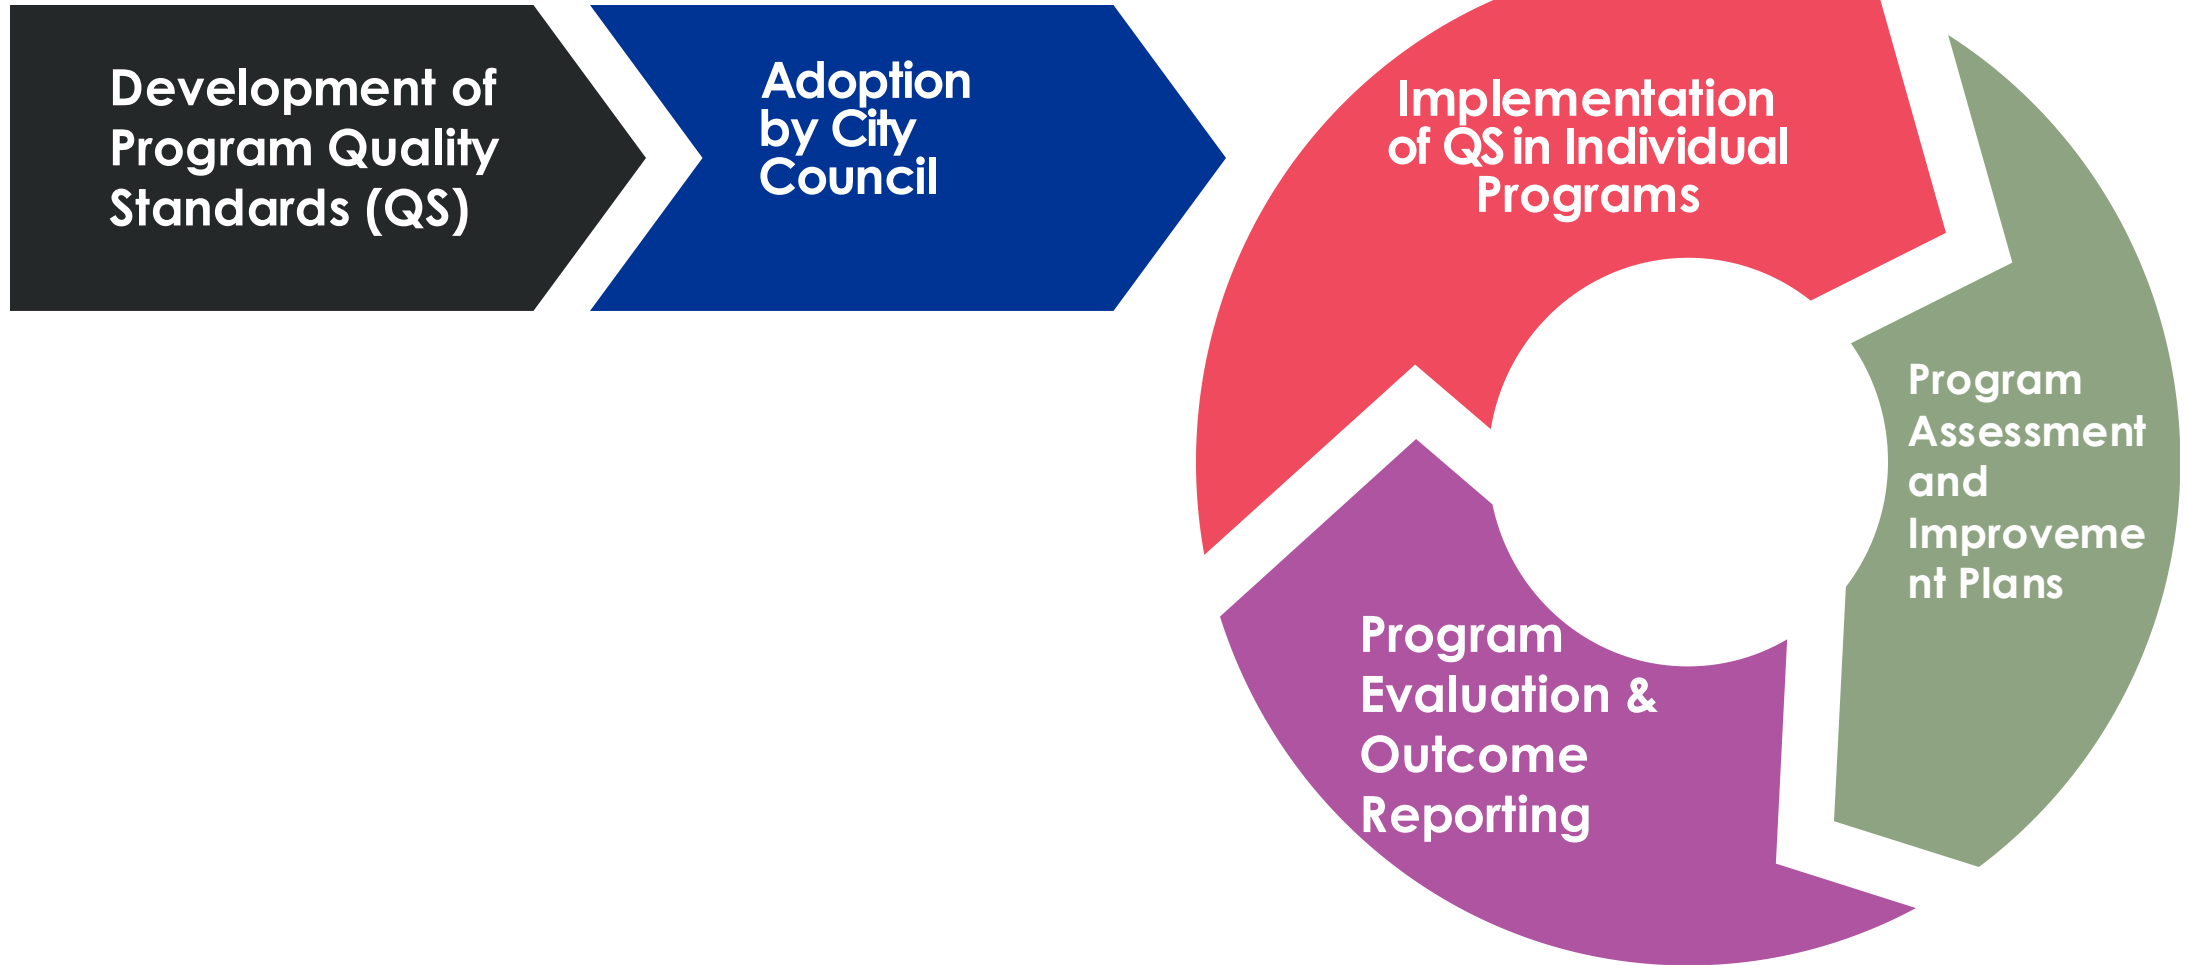 Development of
Program Quality
Standards (QS)
Adoption
by City
Council
Implementation
of QS in Individual
Programs
Program
Assessment
and
Improveme
nt Plans
Program
Evaluation &
Outcome
Reporting